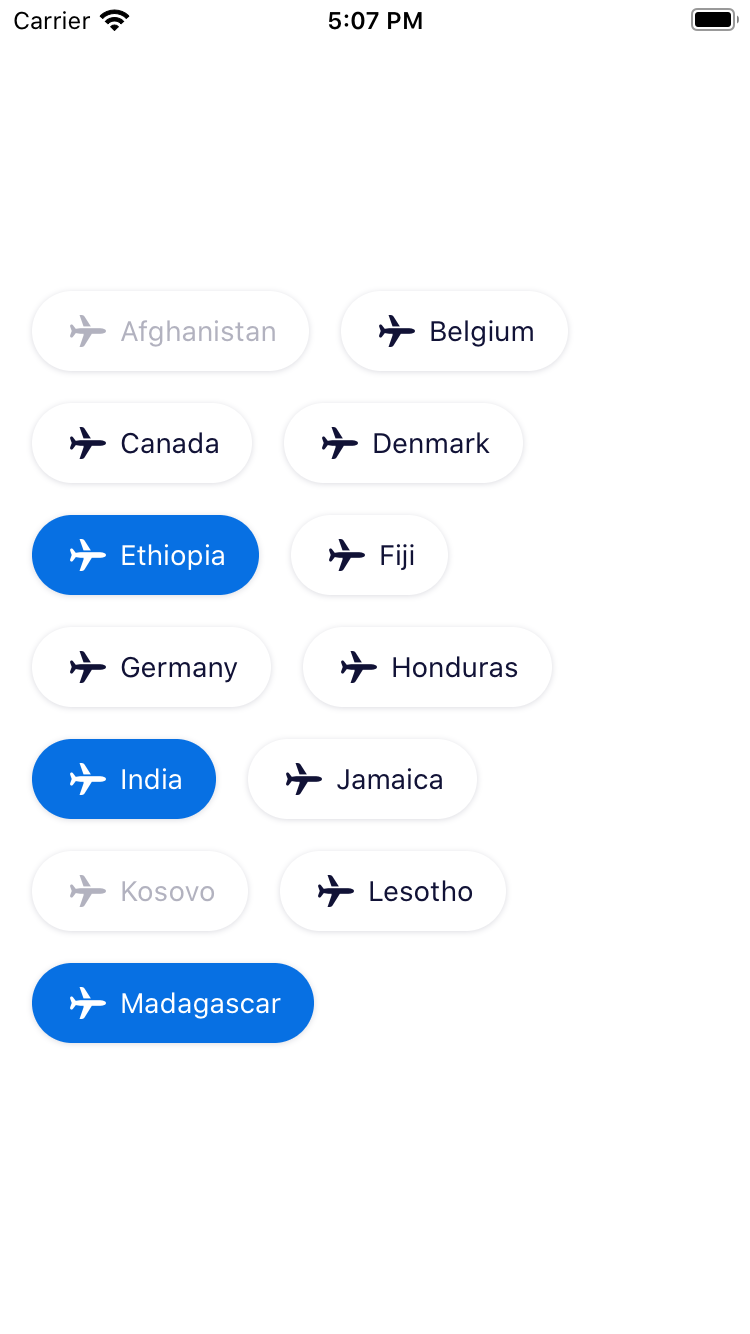 Carrier 5:07 PM
Afghanistan Belgium
Canada Denmark
Ethiopia Fiji
Germany Honduras
India Jamaica
Kosovo Lesotho
Madagascar